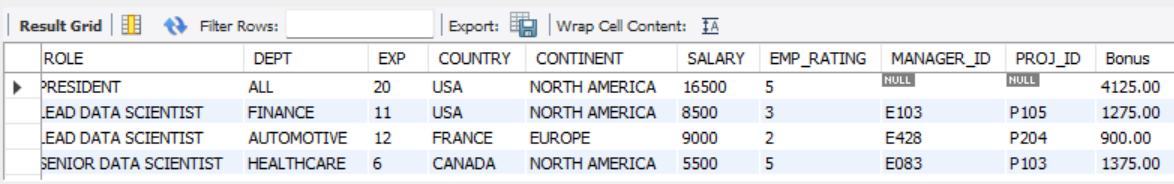 Result Grid Filter Rows: Export: Wrap Cell Content: IA
ROLE DEPT EXP COUNTRY CONTINENT SALARY EMP_RATING MANAGER_ID PROJ_ID Bonus
PRESIDENT ALL 20 USA NORTH AMERICA 16500 5 NULL NULL 4125.00
LEAD DATA SCIENTIST FINANCE 11 USA NORTH AMERICA 8500 3 E103 P105 1275.00
LEAD DATA SCIENTIST AUTOMOTIVE 12 FRANCE EUROPE 9000 2 E428 P204 900.00
SENIOR DATA SCIENTIST HEALTHCARE 6 CANADA NORTH AMERICA 5500 5 E083 P103 1375.00